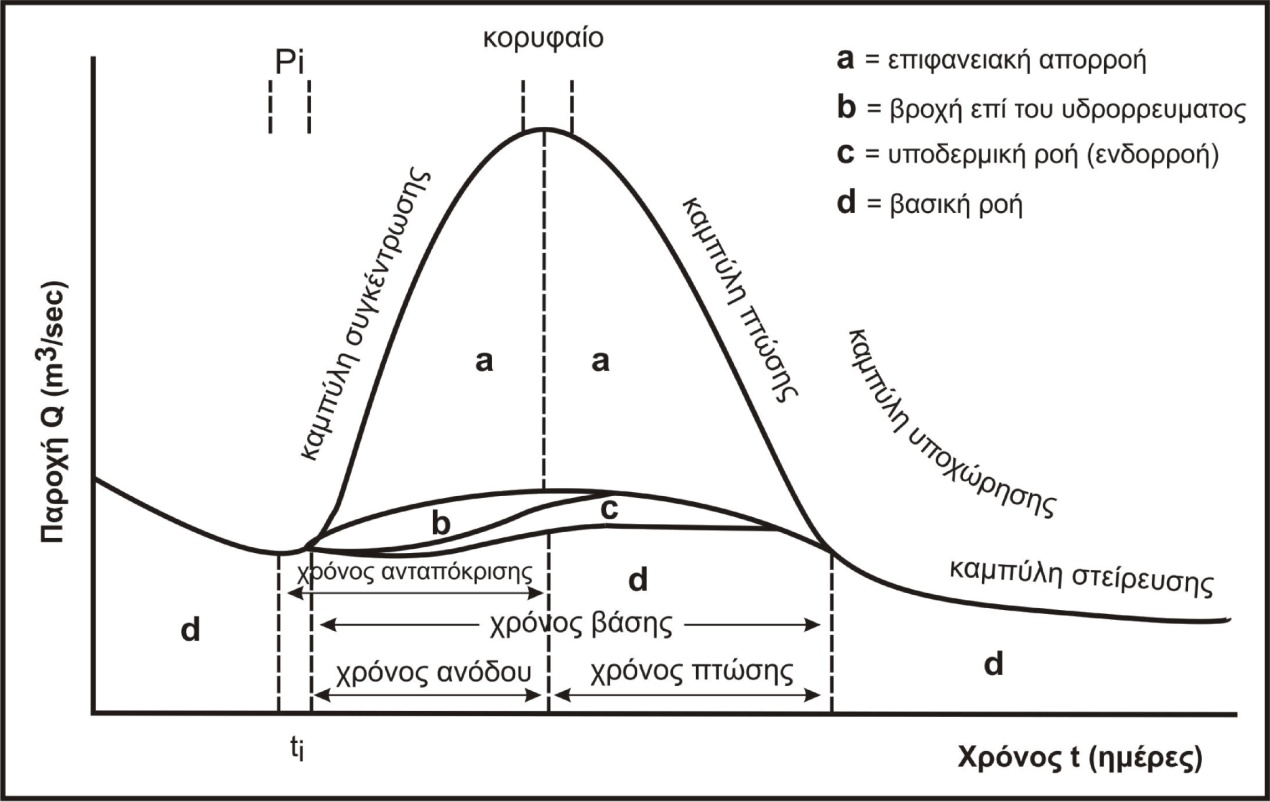 κορυφαίο
Pi
a = επιφανειακή απορροή
b = βροχή επί του υδρορρευματος
c = υποδερμική ροή (ενδορροή)
d = βασική ροή
καμπύλη συγκέντρωσης
καμπύλη πτώσης
καμπύλη υποχώρησης
Παροχή Q (m³/sec)
a
a
b
c
χρόνος ανταπόκρισης
d
καμπύλη στείρευσης
d
χρόνος βάσης
χρόνος ανόδου
χρόνος πτώσης
d
ti
Χρόνος t (ημέρες)